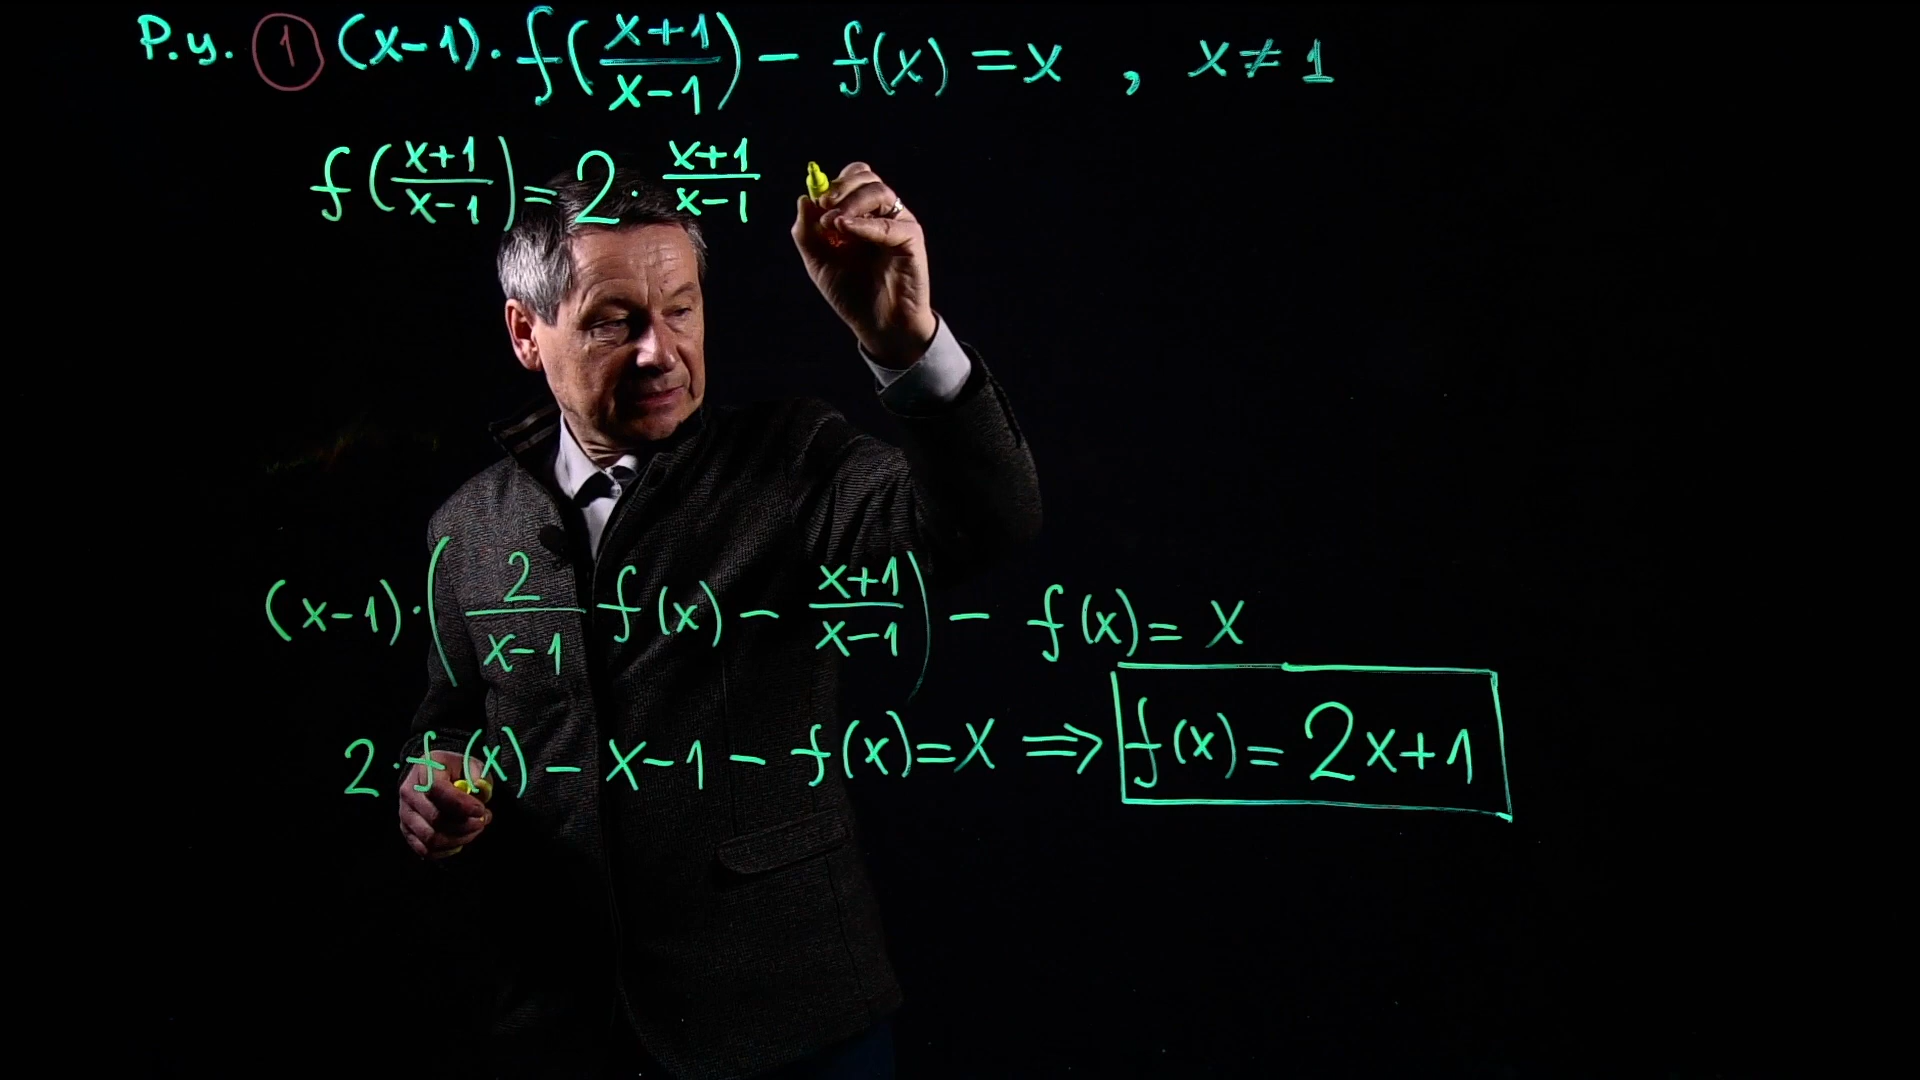 P.y. ① (x-1)·f((x+1)/(x-1)) - f(x) = x , x ≠ 1
f((x+1)/(x-1)) = 2· (x+1)/(x-1)
(x-1)·(2/(x-1) f(x) - (x+1)/(x-1)) - f(x) = x
2·f(x) - x-1 - f(x) = x ⇒ f(x) = 2x+1